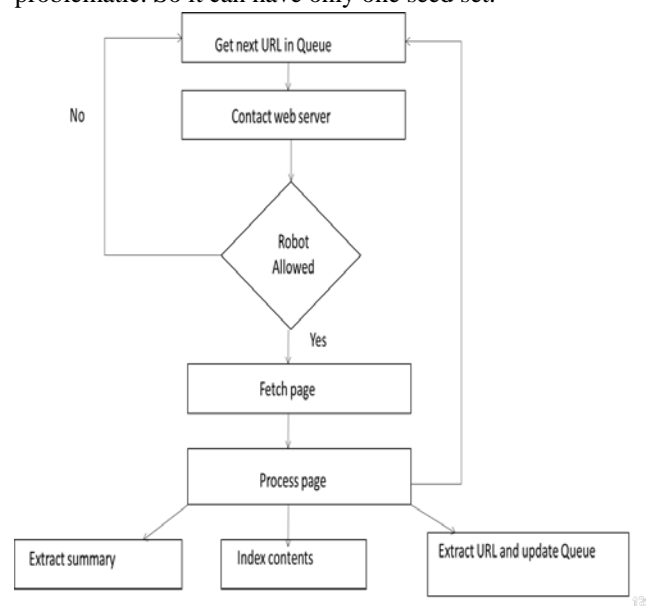 problematic. So it can have only one seed set.
Get next URL in Queue
No
Contact web server
Robot
Allowed
Yes
Fetch page
Process page
Extract summary
Index contents
Extract URL and update Queue